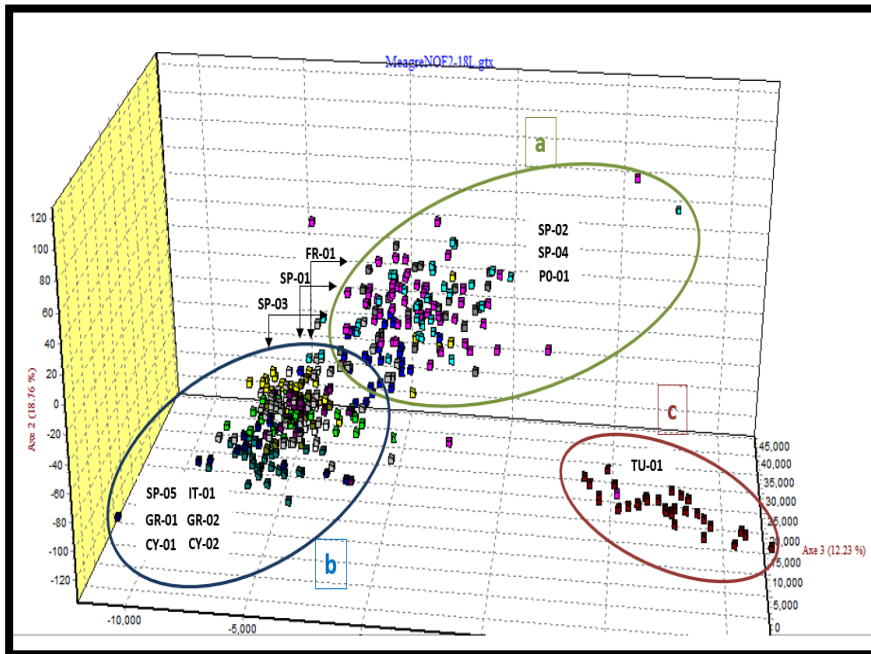 MeagreNOF2-18L.gtx
a
SP-02
SP-04
PO-01
FR-01
SP-01
SP-03
120
100
80
60
40
20
0
-20
-40
-60
-80
-100
-120
Axe 2 (18.76 %)
c
TU-01
45,000
40,000
35,000
30,000
25,000
20,000
15,000
10,000
5,000
0
Axe 3 (12.23 %)
SP-05 IT-01
GR-01 GR-02
CY-01 CY-02
b
-10,000
-5,000